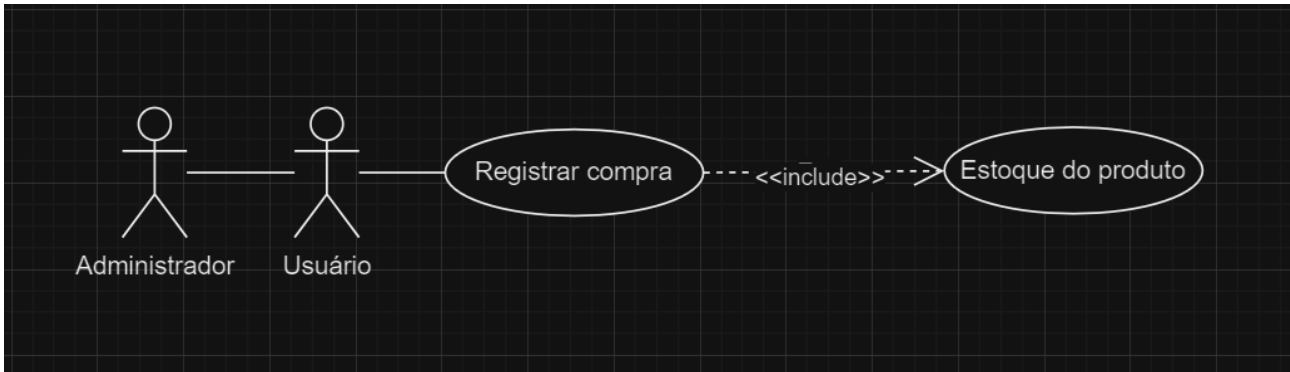 Registrar compra
<<include>>
Estoque do produto
Administrador
Usuário